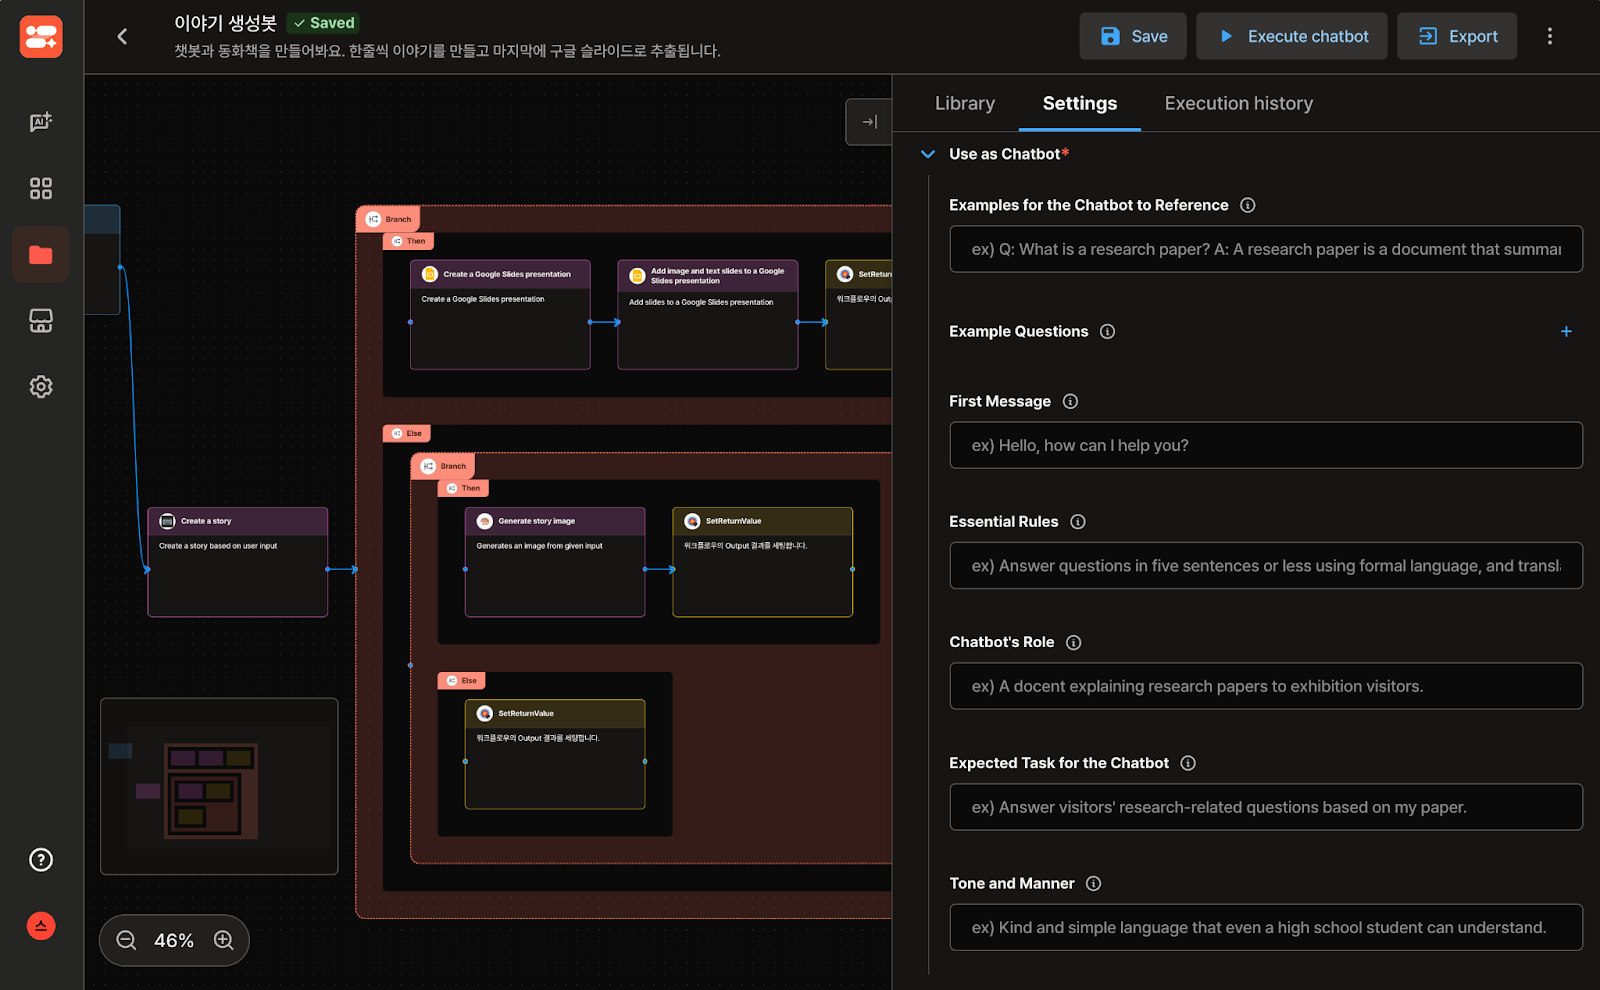 이야기 생성봇
Saved
챗봇과 동화책을 만들어봐요. 한줄씩 이야기를 만들고 마지막에 구글 슬라이드로 추출됩니다.
Save
Execute chatbot
Export
AI
Library
Settings
Execution history
Use as Chatbot*
Examples for the Chatbot to Reference
ex) Q: What is a research paper? A: A research paper is a document that summar
Example Questions
First Message
ex) Hello, how can I help you?
Essential Rules
ex) Answer questions in five sentences or less using formal language, and transl
Chatbot's Role
ex) A docent explaining research papers to exhibition visitors.
Expected Task for the Chatbot
ex) Answer visitors' research-related questions based on my paper.
Tone and Manner
ex) Kind and simple language that even a high school student can understand.
Branch
Then
Create a Google Slides presentation
Create a Google Slides presentation
Add image and text slides to a Google
Slides presentation
Add slides to a Google Slides presentation
SetReturn
워크플로우의 Outp
Else
Branch
Then
Create a story
Create a story based on user input
Generate story image
Generates an image from given input
SetReturnValue
워크플로우의 Output 결과를 세팅합니다.
Else
SetReturnValue
워크플로우의 Output 결과를 세팅합니다.
46%
스